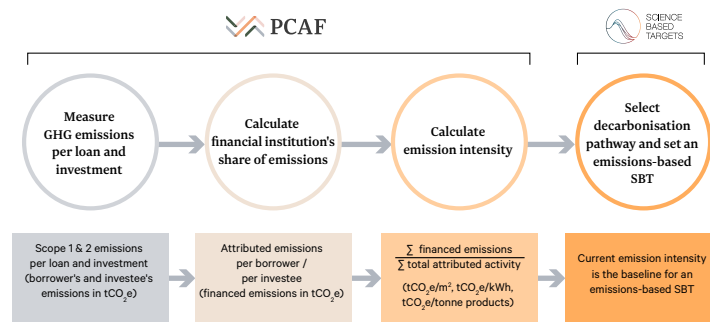 PCAF
SCIENCE
BASED
TARGETS
Measure
GHG emissions
per loan and
investment
Calculate
financial institution's
share of emissions
Calculate
emission intensity
Select
decarbonisation
pathway and set an
emissions-based
SBT
Scope 1 & 2 emissions
per loan and investment
(borrower's and investee's
emissions in tCO₂e)
Attributed emissions
per borrower /
per investee
(financed emissions in tCO₂e)
∑ financed emissions
∑ total attributed activity
(tCO₂e/m², tCO₂e/kWh,
tCO₂e/tonne products)
Current emission intensity
is the baseline for an
emissions-based SBT